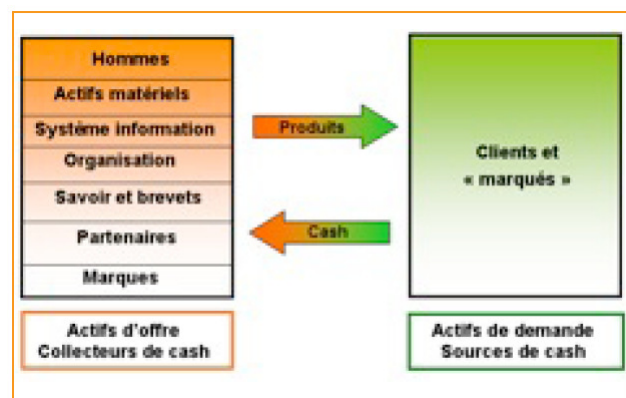 Hommes
Actifs matériels
Système information
Organisation
Savoir et brevets
Partenaires
Marques
Produits
Cash
Clients et
« marqués »
Actifs d'offre
Collecteurs de cash
Actifs de demande
Sources de cash